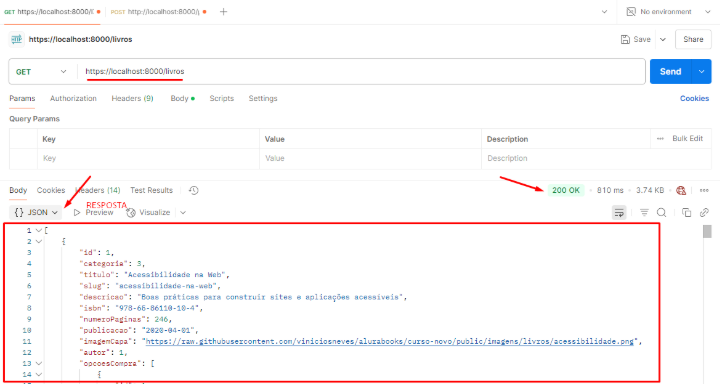 GET https://localhost:8000/l
POST http://localhost:8000/
No environment
https://localhost:8000/livros
Save
Share
GET
https://localhost:8000/livros
Send
Params Authorization Headers (9) Body Scripts Settings Cookies
Query Params
Key Value Description ... Bulk Edit
Key Value Description
Body Cookies Headers (14) Test Results 200 OK 810 ms 3.74 KB
RESPOSTA
{} JSON Preview Visualize
1 [
2 {
3 "id": 1,
4 "categoria": 3,
5 "titulo": "Acessibilidade na Web",
6 "slug": "acessibilidade-na-web",
7 "descricao": "Boas práticas para construir sites e aplicações acessíveis",
8 "isbn": "978-65-86110-10-4",
9 "numeroPaginas": 246,
10 "publicacao": "2020-04-01",
11 "imagemCapa": "https://raw.githubusercontent.com/viniciosneves/alurabooks/curso-novo/public/imagens/livros/acessibilidade.png",
12 "autor": 1,
13 "opcoesCompra": [
14 {